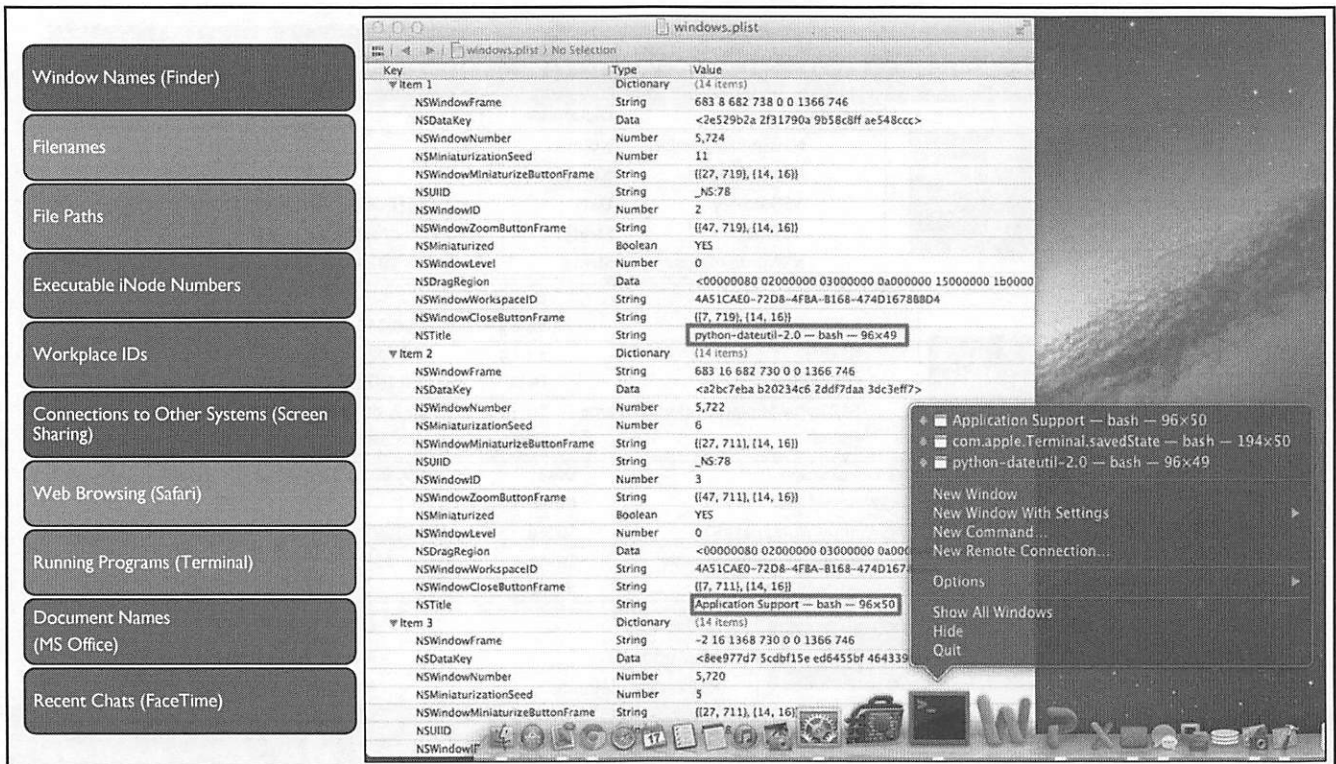 Window Names (Finder)
Filenames
File Paths
Executable iNode Numbers
Workplace IDs
Connections to Other Systems (Screen
Sharing)
Web Browsing (Safari)
Running Programs (Terminal)
Document Names
(MS Office)
Recent Chats (FaceTime)
windows.plist
windows.plist › No Selection
Key Type Value
Item 1 Dictionary (14 items)
NSWindowFrame String 683 8 682 738 0 0 1366 746
NSDataKey Data <2e529b2a 2f31790a 9b58c8ff ae548ccc>
NSWindowNumber Number 5,724
NSMiniaturizationSeed Number 11
NSWindowMiniaturizeButtonFrame String {{27, 719}, {14, 16}}
NSUIID String _NS:78
NSWindowID Number 2
NSWindowZoomButtonFrame String {{47, 719}, {14, 16}}
NSMiniaturized Boolean YES
NSWindowLevel Number 0
NSDragRegion Data <00000080 02000000 03000000 0a000000 15000000 1b0000
NSWindowWorkspaceID String 4A51CAE0-72D8-4FBA-B168-474D167B8BD4
NSWindowCloseButtonFrame String {{7, 719}, {14, 16}}
NSTitle String python-dateutil-2.0 — bash — 96×49
Item 2 Dictionary (14 items)
NSWindowFrame String 683 16 682 730 0 0 1366 746
NSDataKey Data <a2bc7eba b20234c6 2ddf7daa 3dc3eff7>
NSWindowNumber Number 5,722
NSMiniaturizationSeed Number 6
NSWindowMiniaturizeButtonFrame String {{27, 711}, {14, 16}}
NSUIID String _NS:78
NSWindowID Number 3
NSWindowZoomButtonFrame String {{47, 711}, {14, 16}}
NSMiniaturized Boolean YES
NSWindowLevel Number 0
NSDragRegion Data <00000080 02000000 03000000 0a000
NSWindowWorkspaceID String 4A51CAE0-72D8-4FBA-B168-474D167
NSWindowCloseButtonFrame String {{7, 711}, {14, 16}}
NSTitle String Application Support — bash — 96×50
Item 3 Dictionary (14 items)
NSWindowFrame String -2 16 1368 730 0 0 1366 746
NSDataKey Data <8ee977d7 5cdbf15e ed6455bf 464339
NSWindowNumber Number 5,720
NSMiniaturizationSeed Number 5
NSWindowMiniaturizeButtonFrame String {{27, 711}, {14, 16}
NSUIID String
NSWindowI
Application Support — bash — 96×50
com.apple.Terminal.savedState — bash — 194×50
python-dateutil-2.0 — bash — 96×49
New Window
New Window With Settings
New Command...
New Remote Connection...
Options
Show All Windows
Hide
Quit
17